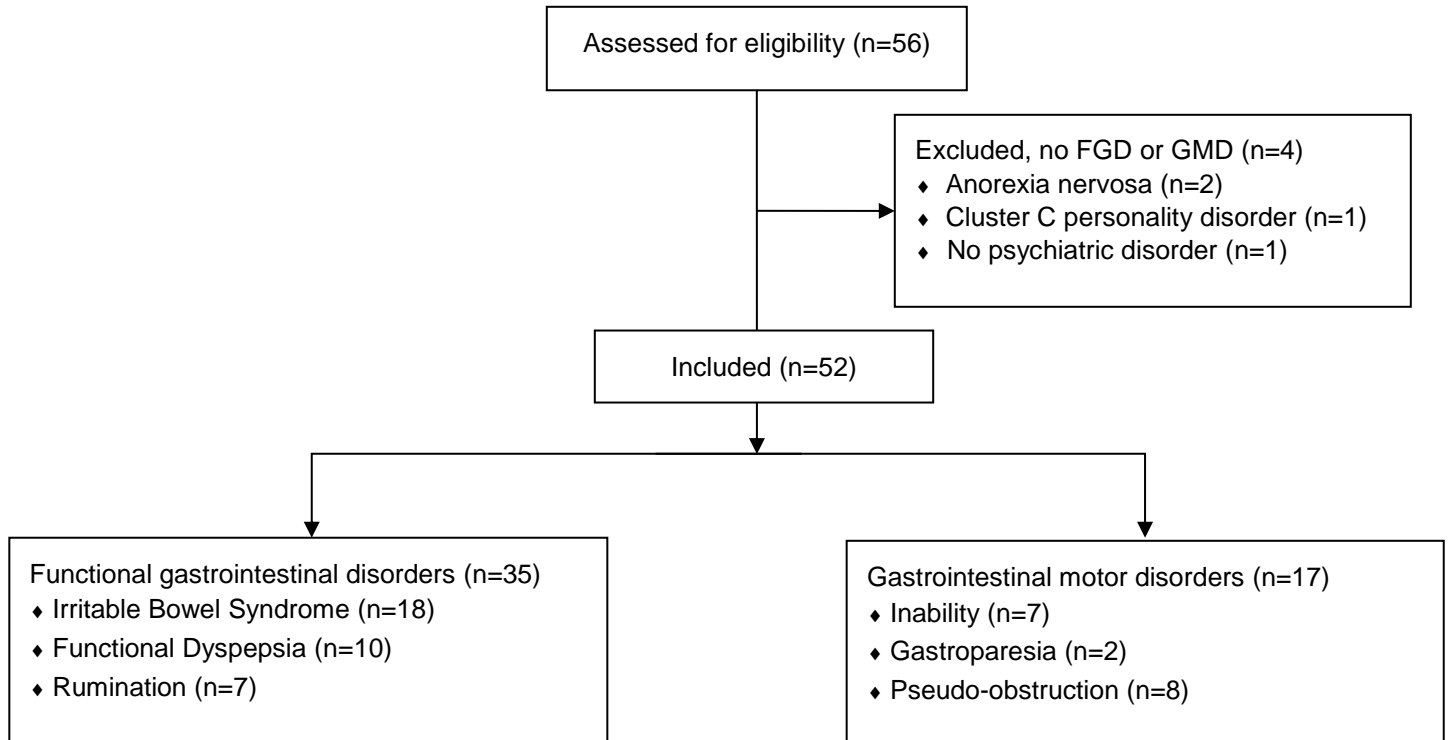 Assessed for eligibility (n=56)
Excluded, no FGD or GMD (n=4)
♦ Anorexia nervosa (n=2)
♦ Cluster C personality disorder (n=1)
♦ No psychiatric disorder (n=1)
Included (n=52)
Functional gastrointestinal disorders (n=35)
♦ Irritable Bowel Syndrome (n=18)
♦ Functional Dyspepsia (n=10)
♦ Rumination (n=7)
Gastrointestinal motor disorders (n=17)
♦ Inability (n=7)
♦ Gastroparesia (n=2)
♦ Pseudo-obstruction (n=8)